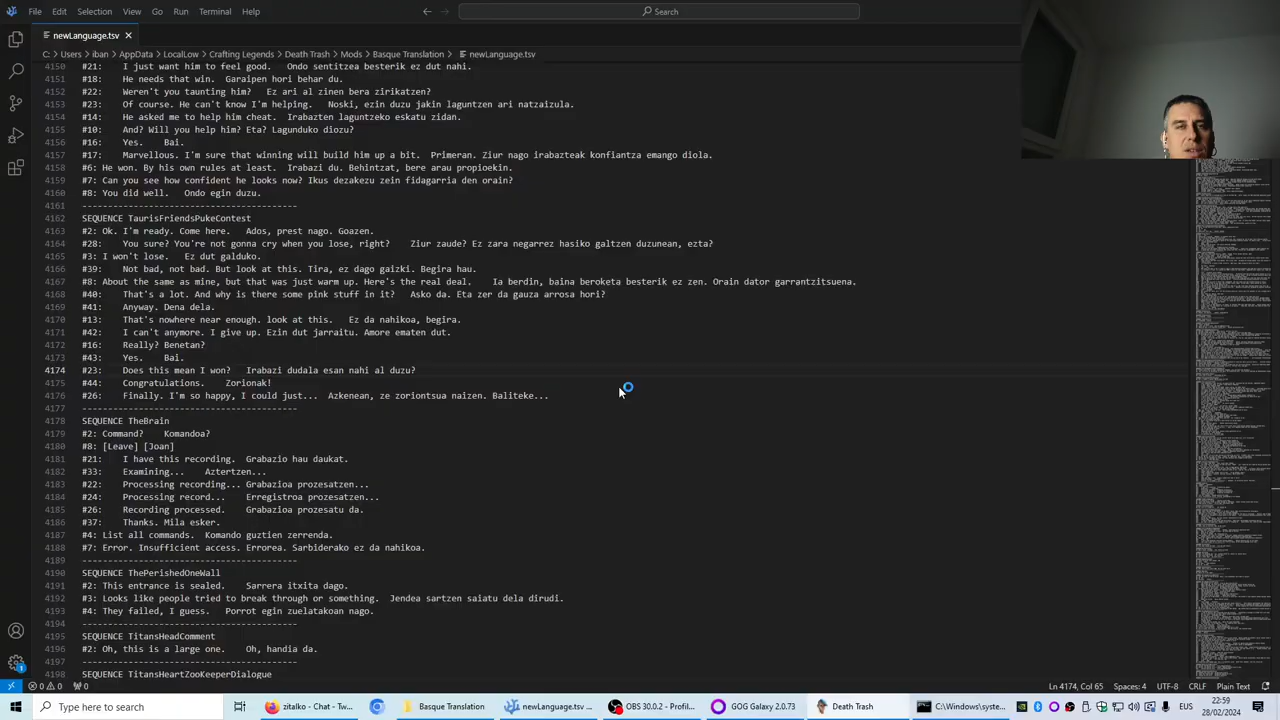 File Edit Selection View Go Run Terminal Help
Search
newLanguage.tsv
C: > Users > iban > AppData > LocalLow > Crafting Legends > Death Trash > Mods > Basque Translation > newLanguage.tsv
4150 #21: I just want him to feel good. Ondo sentitzea besterik ez dut nahi.
4151 #18: He needs that win. Garaipen hori behar du.
4152 #22: Weren't you taunting him? Ez ari al zinen bera zirikatzen?
4153 #23: Of course. He can't know I'm helping. Noski, ezin duzu jakin laguntzen ari natzaizula.
4154 #14: He asked me to help him cheat. Irabazten laguntzeko eskatu zidan.
4155 #10: And? Will you help him? Eta? Lagunduko diozu?
4156 #16: Yes. Bai.
4157 #17: Marvellous. I'm sure that winning will build him up a bit. Primeran. Ziur nago irabazteak konfiantza emango diola.
4158 #6: He won. By his own rules at least. Irabazi du. Behintzat, bere arau propioekin.
4159 #7: Can you see how confident he looks now? Ikus dezakezu zein fidagarria den orain?
4160 #8: You did well. Ondo egin duzu.
4161 ---------------------------------------
4162 SEQUENCE TaurisFriendsPukeContest
4163 #2: Ok. I'm ready. Come here. Ados, prest nago. Goazen.
4164 #28: You sure? You're not gonna cry when you lose, right? Ziur zaude? Ez zara negarrez hasiko galtzen duzunean, ezta?
4165 #3: I won't lose. Ez dut galduko.
4166 #39: Not bad, not bad. But look at this. Tira, ez dago gaizki. Begira hau.
4167 #8: About the same as mine, but that was just warm up. Here's the real one. Ia berdinak, baina beroketa besterik ez zen. Orain dator gauza seriosena.
4168 #40: That's a lot. And why is there some pink stuff in it? Asko da. Eta zer da gauza arrosa hori?
4169 #41: Anyway. Dena dela.
4170 #13: That's nowhere near enough. look at this. Ez da nahikoa, begira.
4171 #42: I can't anymore. I give up. Ezin dut jarraitu. Amore ematen dut.
4172 #16: Really? Benetan?
4173 #43: Yes. Bai.
4174 #23: Does this mean I won? Irabazi dudala esan nahi al duzu?
4175 #44: Congratulations. Zorionak!
4176 #26: Finally. I'm so happy, I could just... Azkenean, ze zoriontsua naizen. Baliteke...
4177 ---------------------------------------
4178 SEQUENCE TheBrain
4179 #2: Command? Komandoa?
4180 #8: [Leave] [Joan]
4181 #21: I have this recording. Grabazio hau daukat.
4182 #33: Examining... Aztertzen...
4183 #22: Processing recording... Grabazioa prozesatzen...
4184 #24: Processing record... Erregistroa prozesatzen...
4185 #25: Recording processed. Grabazioa prozesatuta.
4186 #37: Thanks. Mila esker.
4187 #4: List all commands. Komando guztien zerrenda.
4188 #7: Error. Insufficient access. Errorea. Sarbiderako ez da nahikoa.
4189 ---------------------------------------
4190 SEQUENCE ThePerishedOneWall
4191 #2: This entrance is sealed. Sarrera itxita dago.
4192 #3: Looks like people tried to break through or something. Jendea sartzen saiatu dela dirudi.
4193 #4: They failed, I guess. Porrot egin zuelatakoan nago.
4194 ---------------------------------------
4195 SEQUENCE TitansHeadComment
4196 #2: Oh, this is a large one. Oh, handia da.
4197 ---------------------------------------
4198 SEQUENCE TitansHeartZooKeeperDialogue
0 0 Ln 4174, Col 65 Spaces: 4 UTF-8 CRLF Plain Text
Type here to search zitalko - Chat - Tw... Basque Translation newLanguage.tsv ... OBS 30.0.2 - Profil... GOG Galaxy 2.0.73 Death Trash C:\Windows\syste... EUS 22:59
28/02/2024